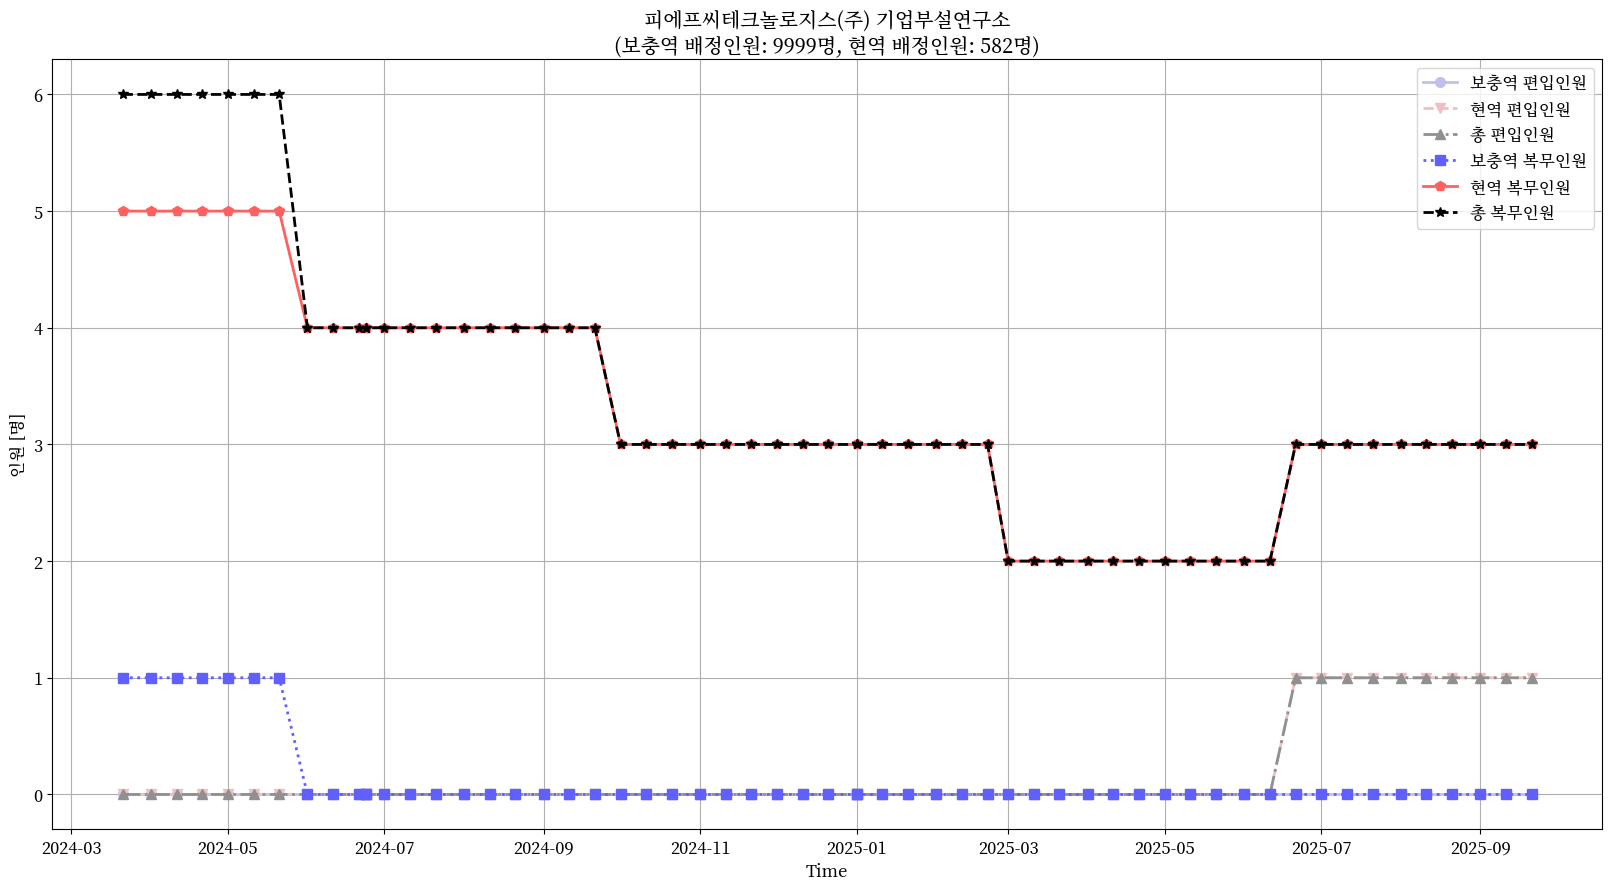 피에프씨테크놀로지스(주) 기업부설연구소
(보충역 배정인원: 9999명, 현역 배정인원: 582명)
보충역 편입인원
현역 편입인원
총 편입인원
보충역 복무인원
현역 복무인원
총 복무인원
인원 [명]
6
5
4
3
2
1
0
2024-03
2024-05
2024-07
2024-09
2024-11
2025-01
2025-03
2025-05
2025-07
2025-09
Time